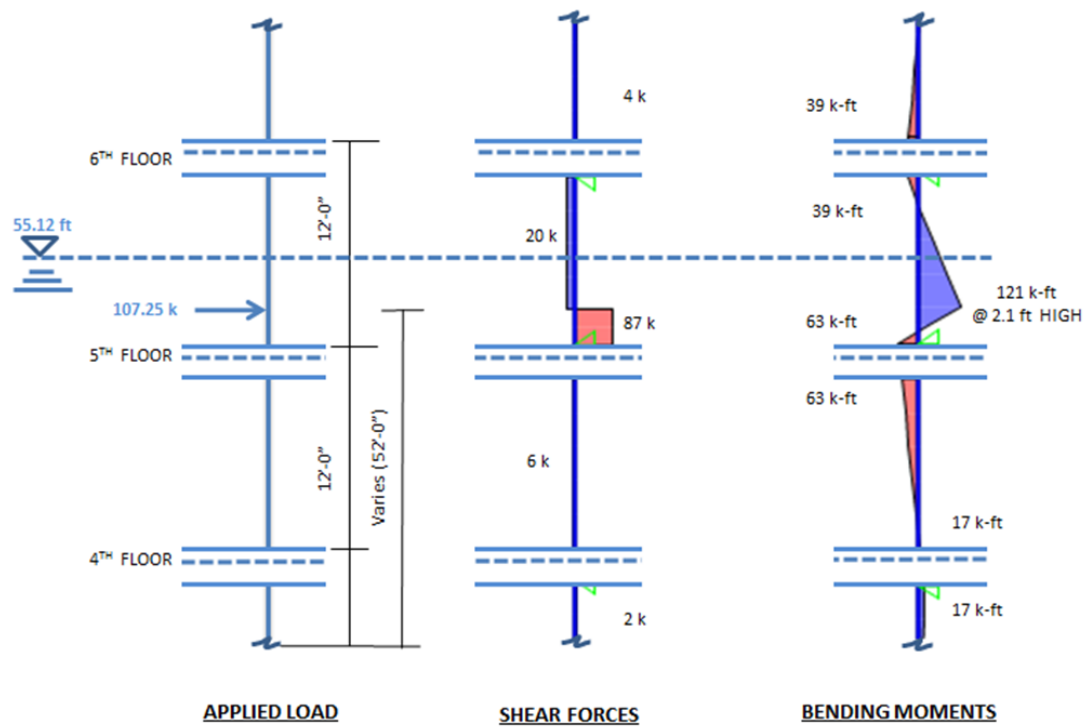 4 k
39 k-ft
6TH FLOOR
12'-0"
39 k-ft
55.12 ft
20 k
107.25 k
121 k-ft
@ 2.1 ft HIGH
87 k
63 k-ft
5TH FLOOR
63 k-ft
12'-0"
Varies (52'-0")
6 k
17 k-ft
4TH FLOOR
2 k
17 k-ft
APPLIED LOAD
SHEAR FORCES
BENDING MOMENTS